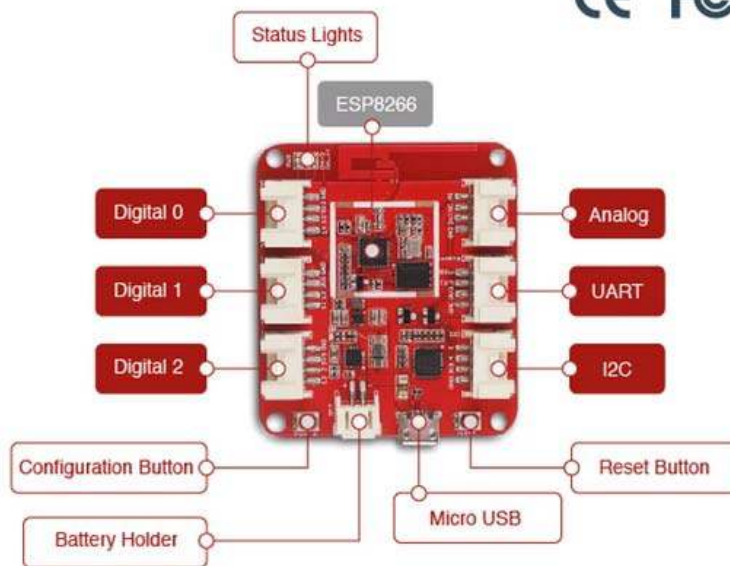 Status Lights
ESP8266
Digital 0
Analog
Digital 1
UART
Digital 2
I2C
Configuration Button
Reset Button
Micro USB
Battery Holder